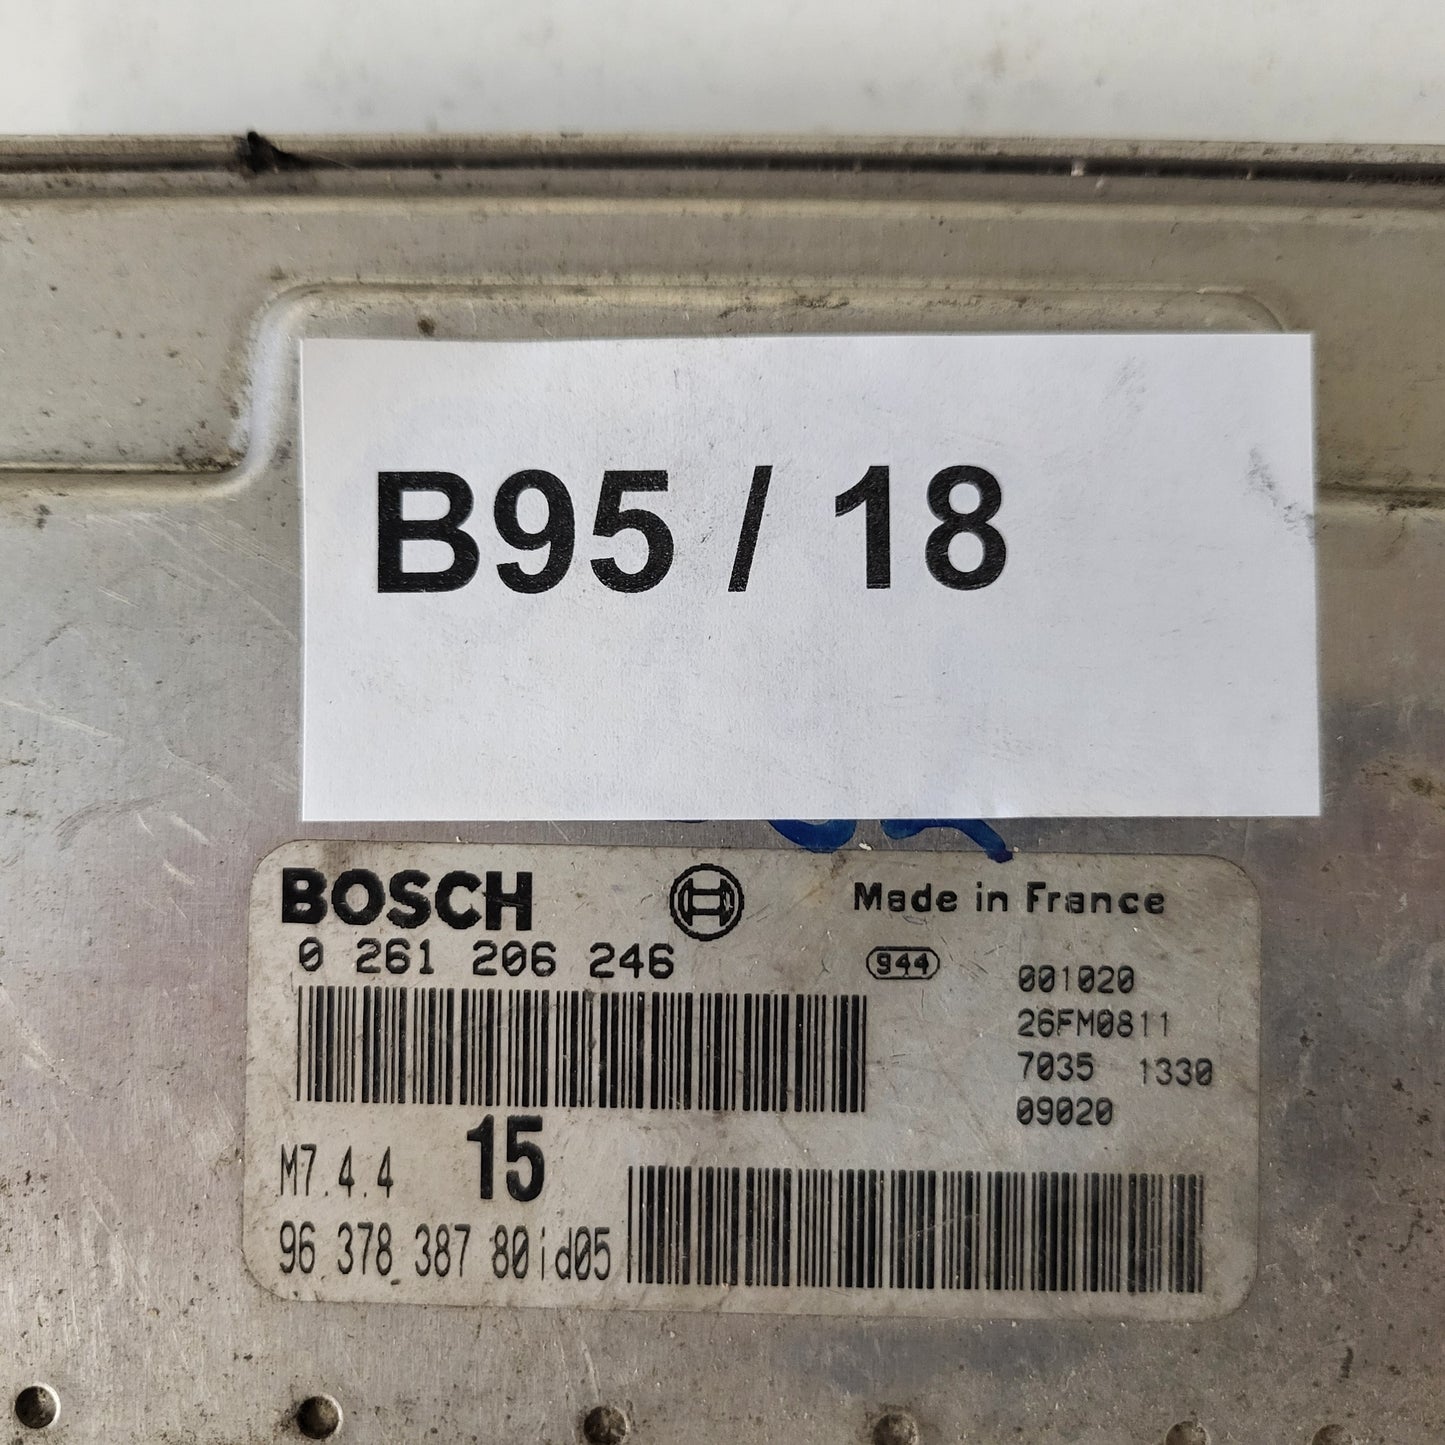 B95 / 18
BOSCH
Made in France
0 261 206 246
944
001020
26FM0811
7035 1330
09020
M7.4.4 15
96 378 387 80id05